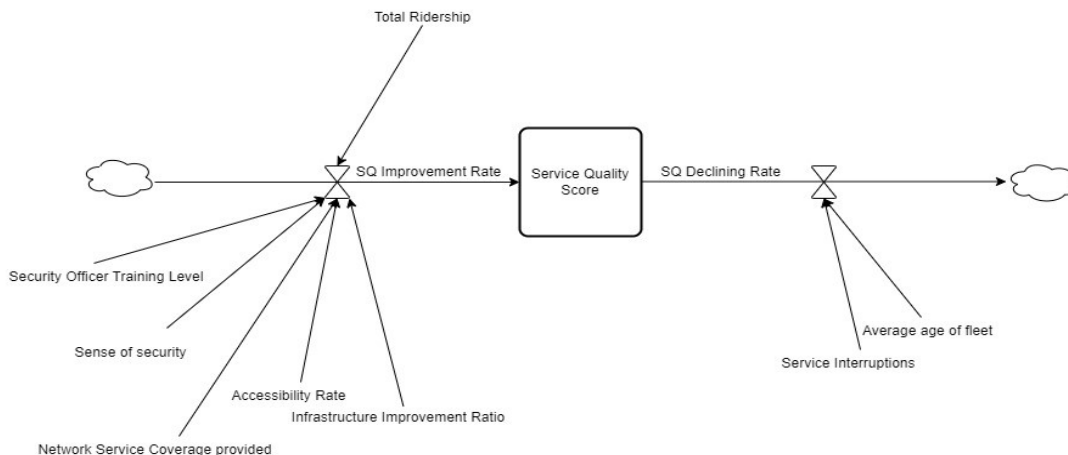 Total Ridership
SQ Improvement Rate
Service Quality
Score
SQ Declining Rate
Security Officer Training Level
Sense of security
Accessibility Rate
Infrastructure Improvement Ratio
Network Service Coverage provided
Average age of fleet
Service Interruptions